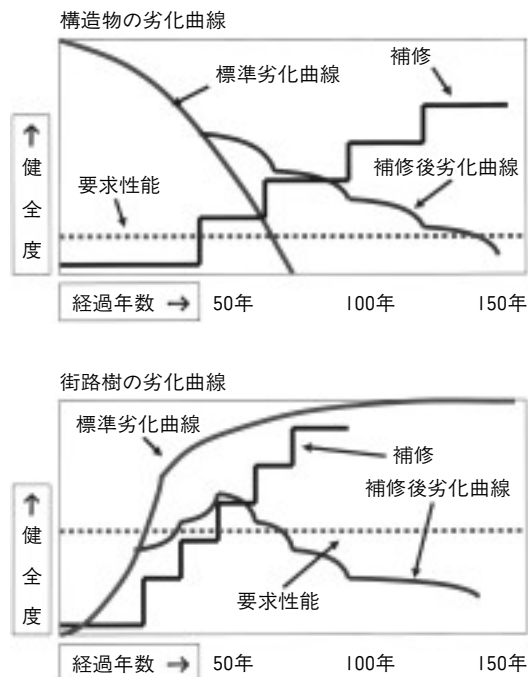 構造物の劣化曲線
標準劣化曲線
補修
↑健全度
要求性能
補修後劣化曲線
経過年数 → 50年 100年 150年
街路樹の劣化曲線
標準劣化曲線
補修
補修後劣化曲線
↑健全度
要求性能
経過年数 → 50年 100年 150年